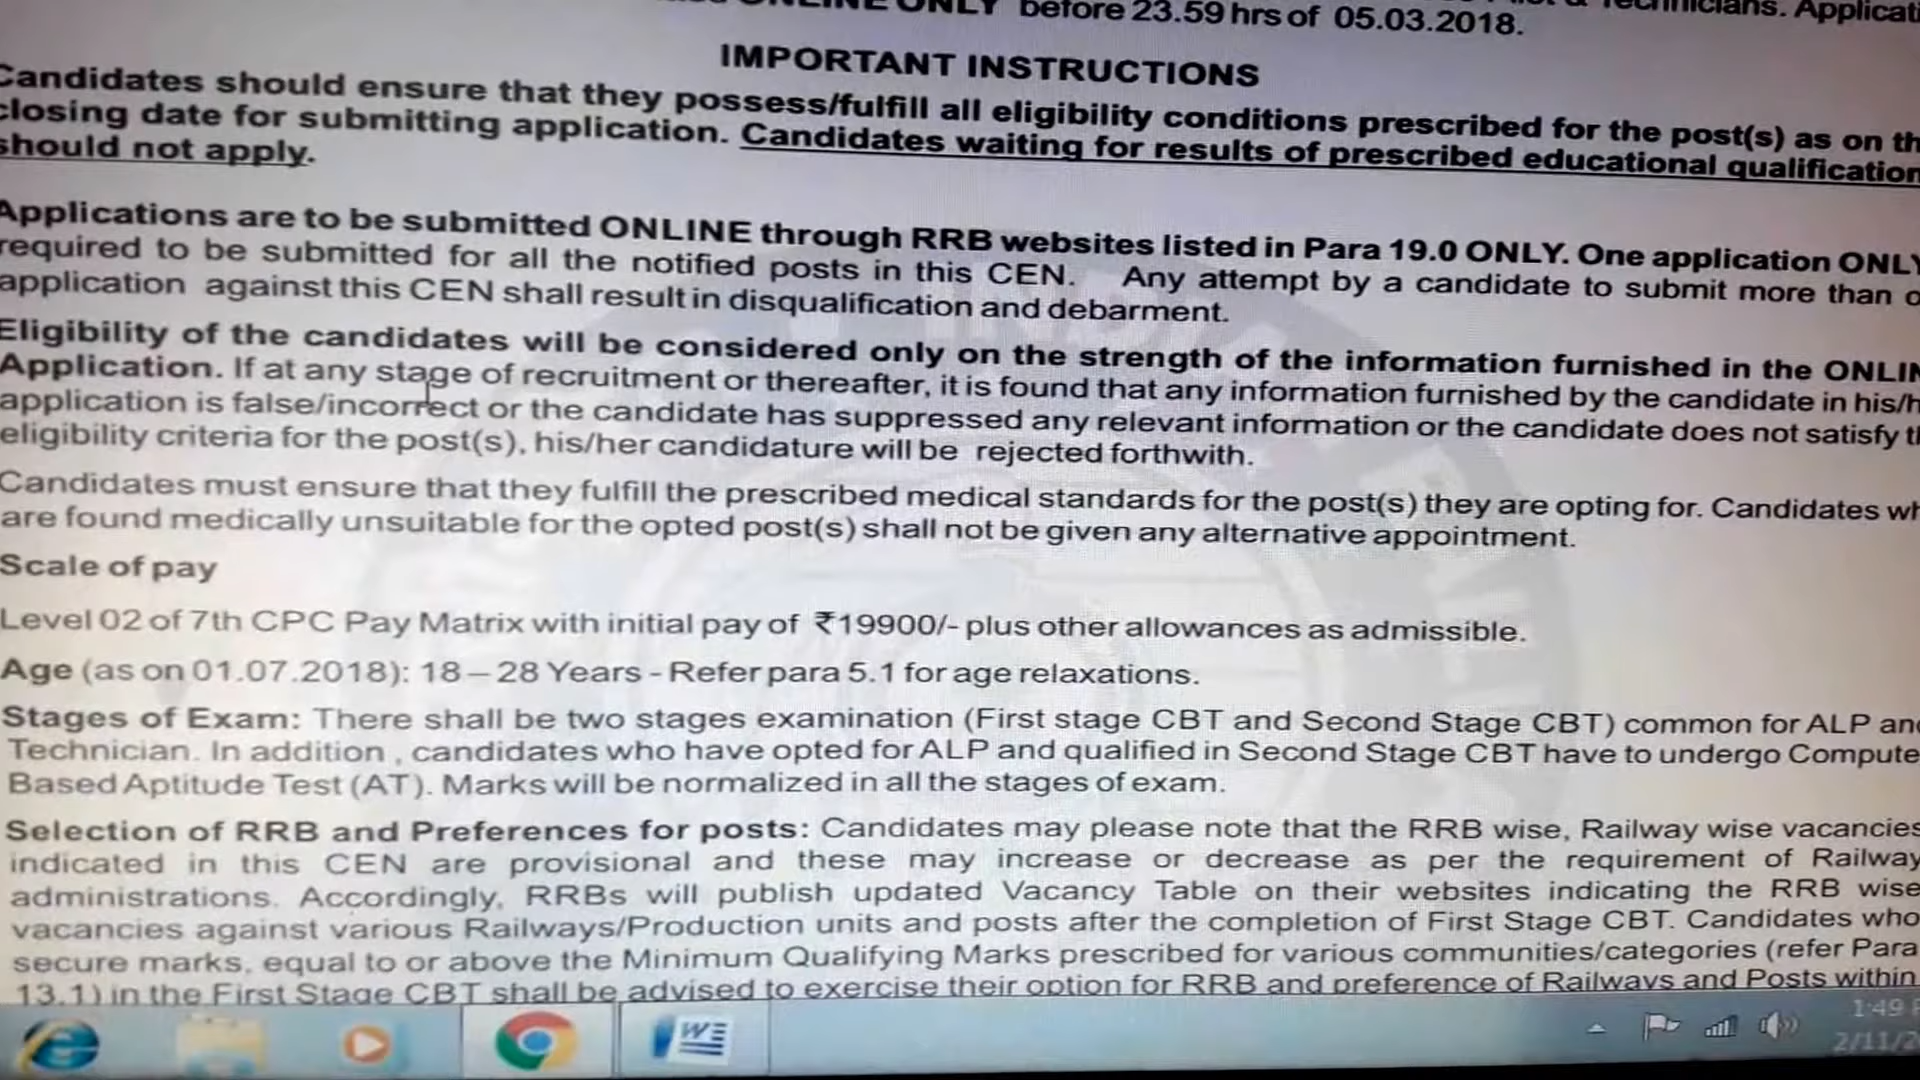 ONLINE ONLY before 23.59 hrs of 05.03.2018.
Technicians.
IMPORTANT INSTRUCTIONS
Candidates should ensure that they possess/fulfill all eligibility conditions prescribed for the post(s) as on
closing date for submitting application. Candidates waiting for results of prescribed educational qualification
should not apply.
Applications are to be submitted ONLINE through RRB websites listed in Para 19.0 ONLY. One application ONLY
required to be submitted for all the notified posts in this CEN. Any attempt by a candidate to submit more than
application against this CEN shall result in disqualification and debarment.
Eligibility of the candidates will be considered only on the strength of the information furnished in the
Application. If at any stage of recruitment or thereafter, it is found that any information furnished by the candidate in
application is false/incorrect or the candidate has suppressed any relevant information or the candidate does not satisfy
eligibility criteria for the post(s), his/her candidature will be rejected forthwith.
Candidates must ensure that they fulfill the prescribed medical standards for the post(s) they are opting for. Candidates
are found medically unsuitable for the opted post(s) shall not be given any alternative appointment.
Scale of pay
Level 02 of 7th CPC Pay Matrix with initial pay of ₹19900/- plus other allowances as admissible.
Age (as on 01.07.2018): 18 – 28 Years - Refer para 5.1 for age relaxations.
Stages of Exam: There shall be two stages examination (First stage CBT and Second Stage CBT) common for ALP
Technician. In addition , candidates who have opted for ALP and qualified in Second Stage CBT have to undergo Compute
Based Aptitude Test (AT). Marks will be normalized in all the stages of exam.
Selection of RRB and Preferences for posts: Candidates may please note that the RRB wise, Railway wise vacancies
indicated in this CEN are provisional and these may increase or decrease as per the requirement of Railway
administrations. Accordingly, RRBs will publish updated Vacancy Table on their websites indicating the RRB wise
vacancies against various Railways/Production units and posts after the completion of First Stage CBT. Candidates who
secure marks, equal to or above the Minimum Qualifying Marks prescribed for various communities/categories (refer Para
13.1) in the First Stage CBT shall be advised to exercise their option for RRB and preference of Railways and Posts within
1:49
2/11/2